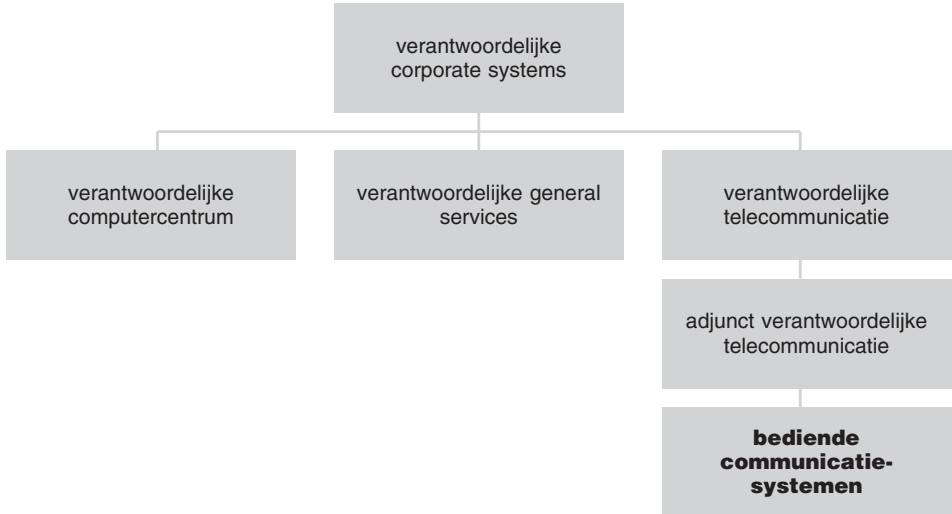 verantwoordelijke
corporate systems
verantwoordelijke
computercentrum
verantwoordelijke general
services
verantwoordelijke
telecommunicatie
adjunct verantwoordelijke
telecommunicatie
bediende
communicatie-
systemen